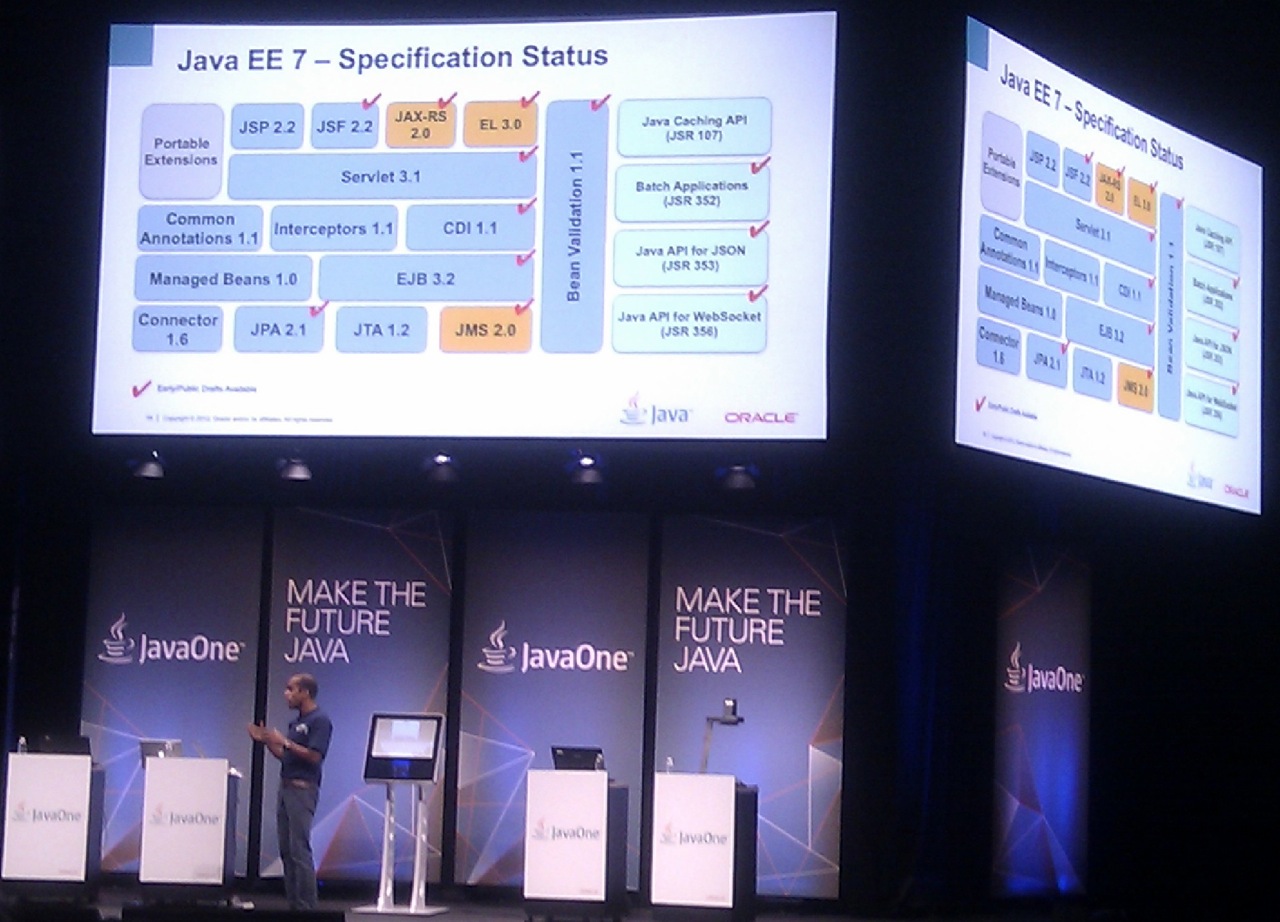 Java EE 7 – Specification Status
Portable
Extensions
JSP 2.2
JSF 2.2
JAX-RS
2.0
EL 3.0
Servlet 3.1
Common
Annotations 1.1
Interceptors 1.1
CDI 1.1
Managed Beans 1.0
EJB 3.2
Connector
1.6
JPA 2.1
JTA 1.2
JMS 2.0
Bean Validation 1.1
Java Caching API
(JSR 107)
Batch Applications
(JSR 352)
Java API for JSON
(JSR 353)
Java API for WebSocket
(JSR 356)
Early/Public Drafts Available
Java
ORACLE
Java EE 7 – Specification Status
Portable
Extensions
JSP 2.2
JSF 2.2
JAX-RS
2.0
EL 3.0
Servlet 3.1
Common
Annotations 1.1
Interceptors 1.1
CDI 1.1
Managed Beans 1.0
EJB 3.2
Connector
1.6
JPA 2.1
JTA 1.2
JMS 2.0
Bean Validation 1.1
Java Caching API
(JSR 107)
Batch Applications
(JSR 352)
Java API for JSON
(JSR 353)
Java API for WebSocket
(JSR 356)
Early/Public Drafts Available
Java
ORACLE
JavaOne™
MAKE THE
FUTURE
JAVA
JavaOne™
MAKE THE
FUTURE
JAVA
JavaOne™
JavaOne
JavaOne
JavaOne
JavaOne